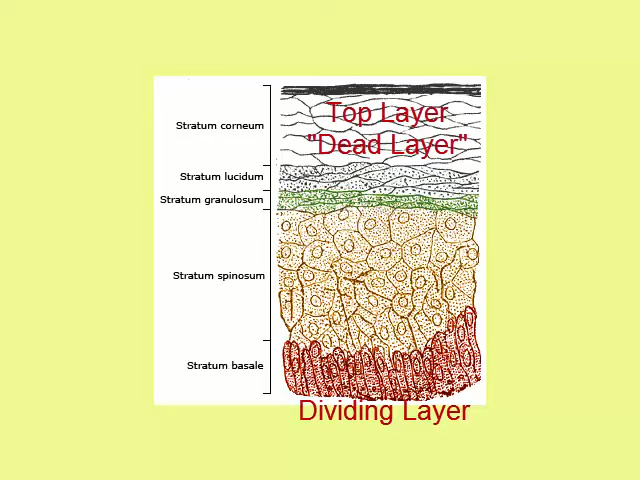 Top Layer
Stratum corneum
"Dead Layer"
Stratum lucidum
Stratum granulosum
Stratum spinosum
Stratum basale
Dividing Layer